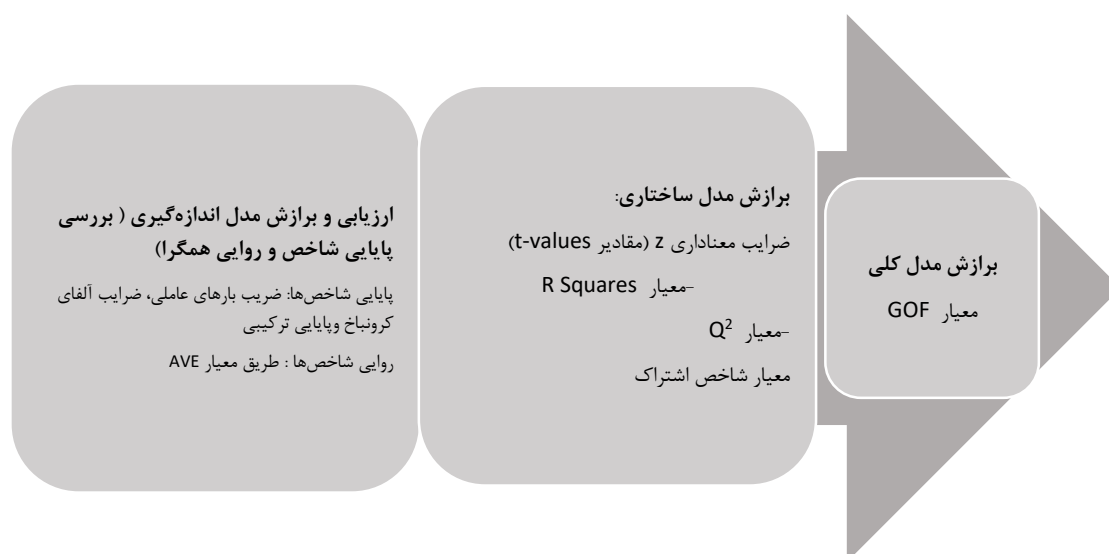 ارزیابی و برازش مدل اندازه‌گیری ( بررسی
پایایی شاخص و روایی همگرا)
پایایی شاخص‌ها: ضریب بارهای عاملی، ضرایب آلفای
کرونباخ وپایایی ترکیبی
روایی شاخص‌ها : طریق معیار AVE
برازش مدل ساختاری:
ضرایب معناداری z (مقادیر t-values)
-معیار R Squares
-معیار Q²
معیار شاخص اشتراک
برازش مدل کلی
معیار GOF